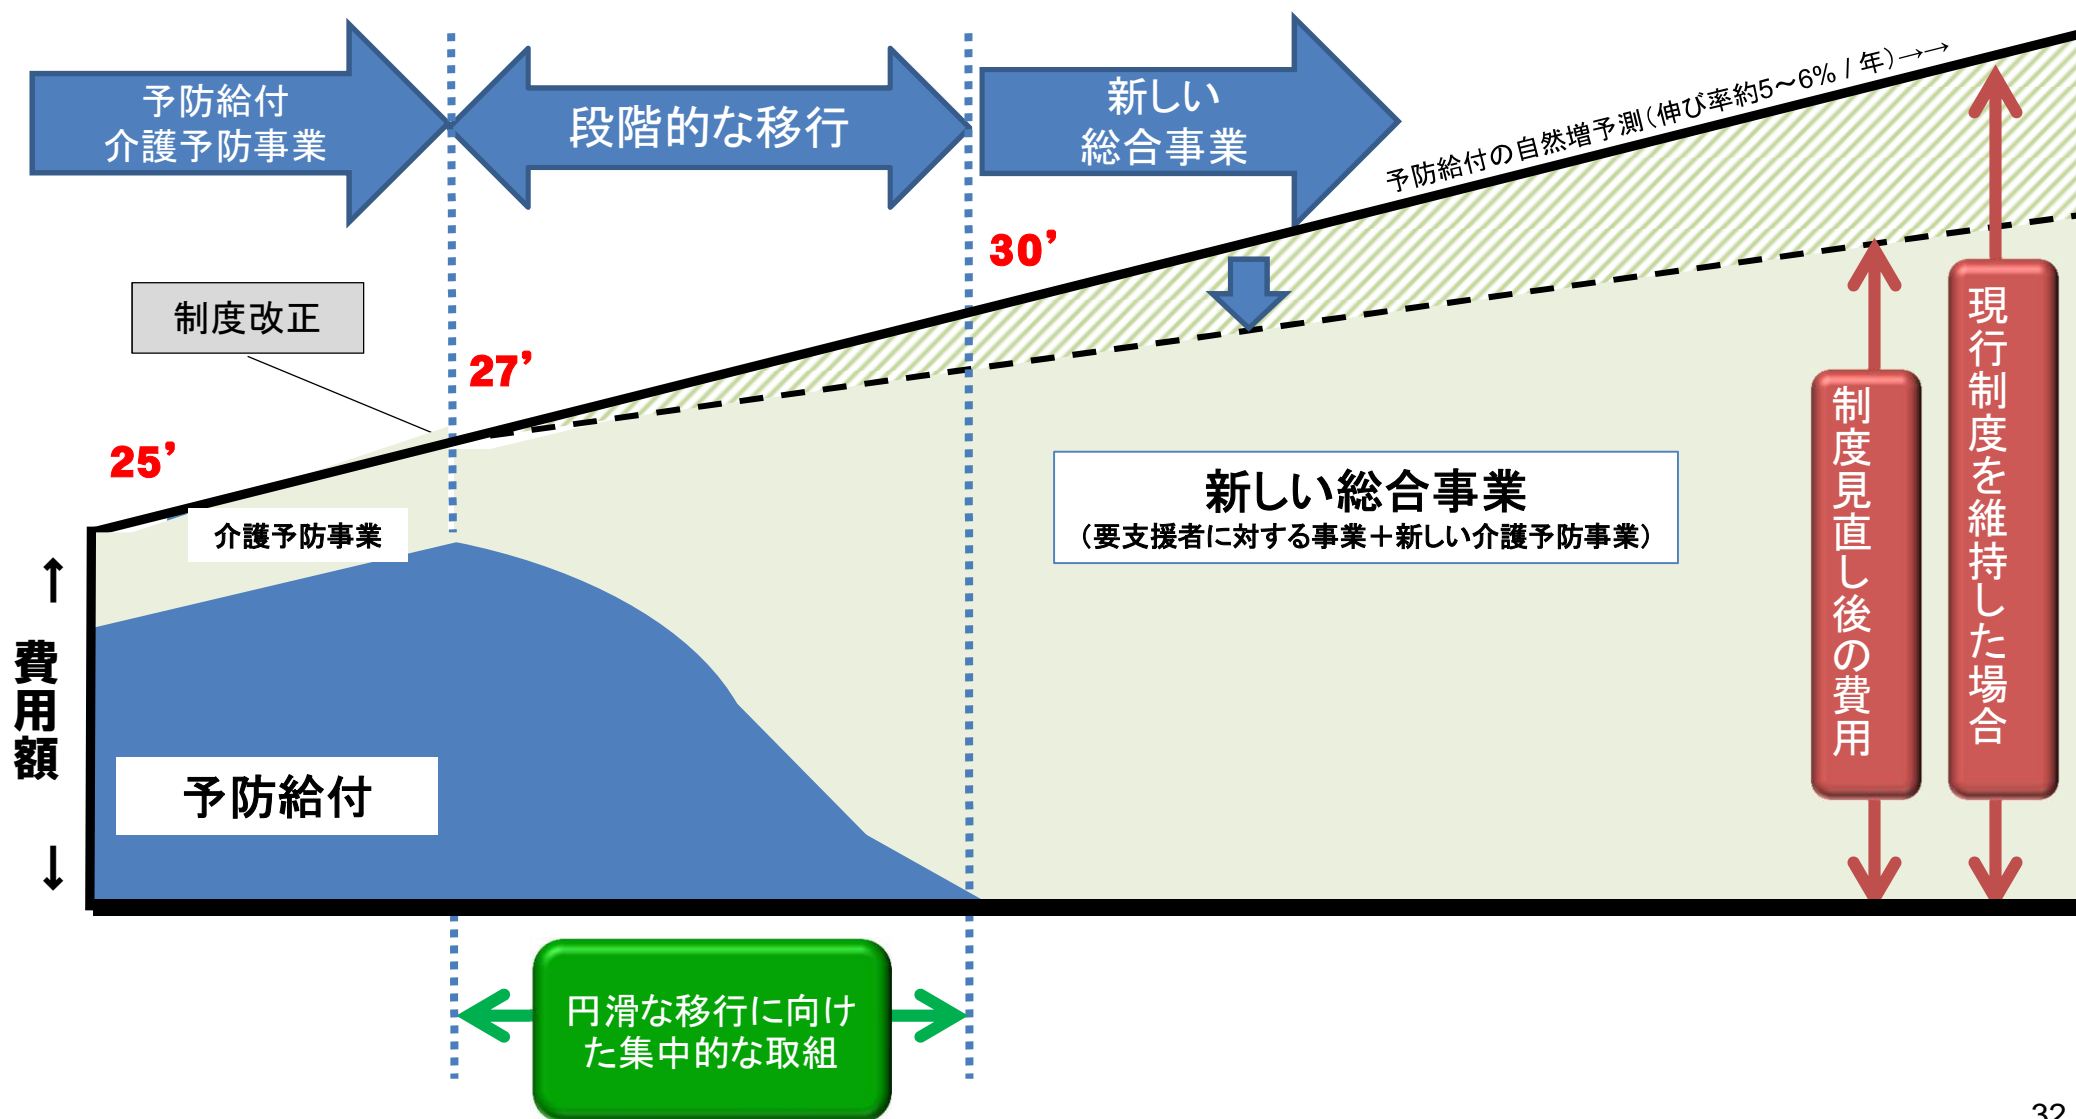 予防給付
介護予防事業
段階的な移行
新しい
総合事業
予防給付の自然増予測(伸び率約5~6% / 年)→→
30’
制度改正
27’
25’
介護予防事業
新しい総合事業
(要支援者に対する事業+新しい介護予防事業)
制度見直し後の費用
現行制度を維持した場合
↑
費用額
↓
予防給付
円滑な移行に向け
た集中的な取組
32